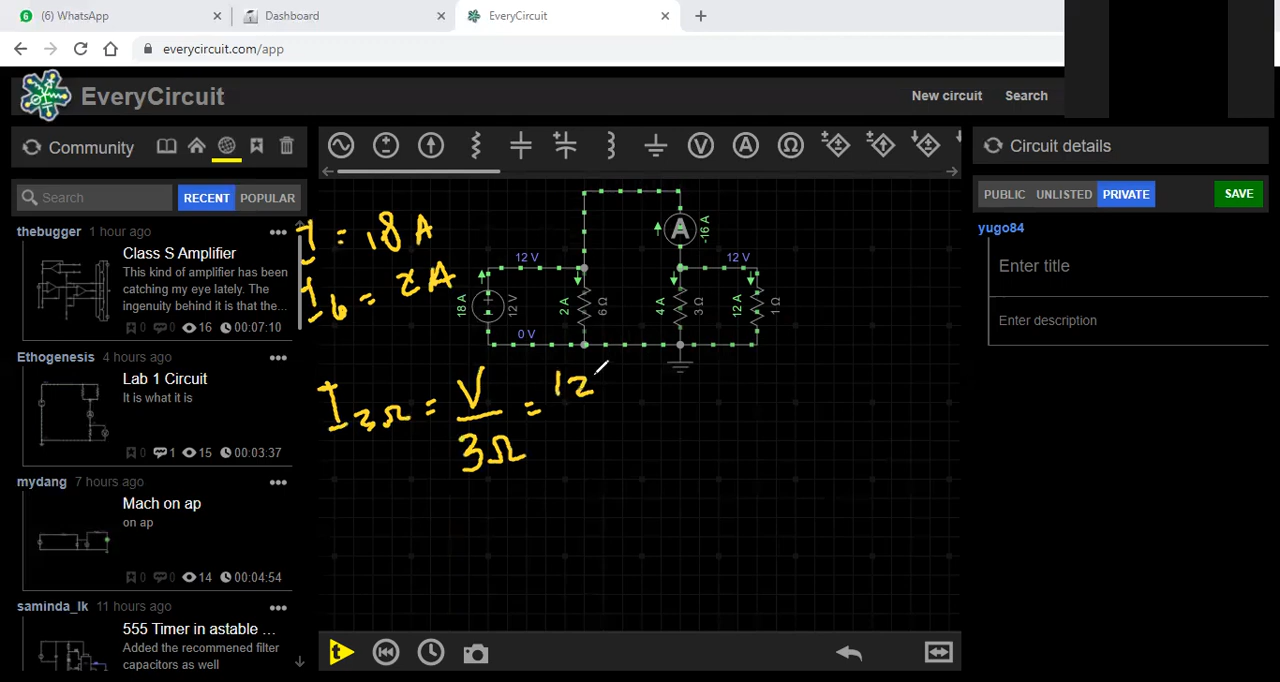 (6) WhatsApp
Dashboard
EveryCircuit
everycircuit.com/app
EveryCircuit
New circuit
Search
Community
Search
RECENT
POPULAR
thebugger 1 hour ago
Class S Amplifier
This kind of amplifier has been
catching my eye lately. The
ingenuity behind it is that the
0 0 16 00:07:10
Ethogenesis 4 hours ago
Lab 1 Circuit
It is what it is
0 1 15 00:03:37
mydang 7 hours ago
Mach on ap
on ap
0 0 14 00:04:54
saminda_lk 11 hours ago
555 Timer in astable ...
Added the recommened filter
capacitors as well
V A Ω
I = 18 A
I6 = 2 A
A
-16 A
12 V
12 V
18 A
12 V
2 A
6 Ω
4 A
3 Ω
12 A
1 Ω
0 V
I 3Ω = V / 3Ω = 12
t
Circuit details
PUBLIC
UNLISTED
PRIVATE
SAVE
yugo84
Enter title
Enter description